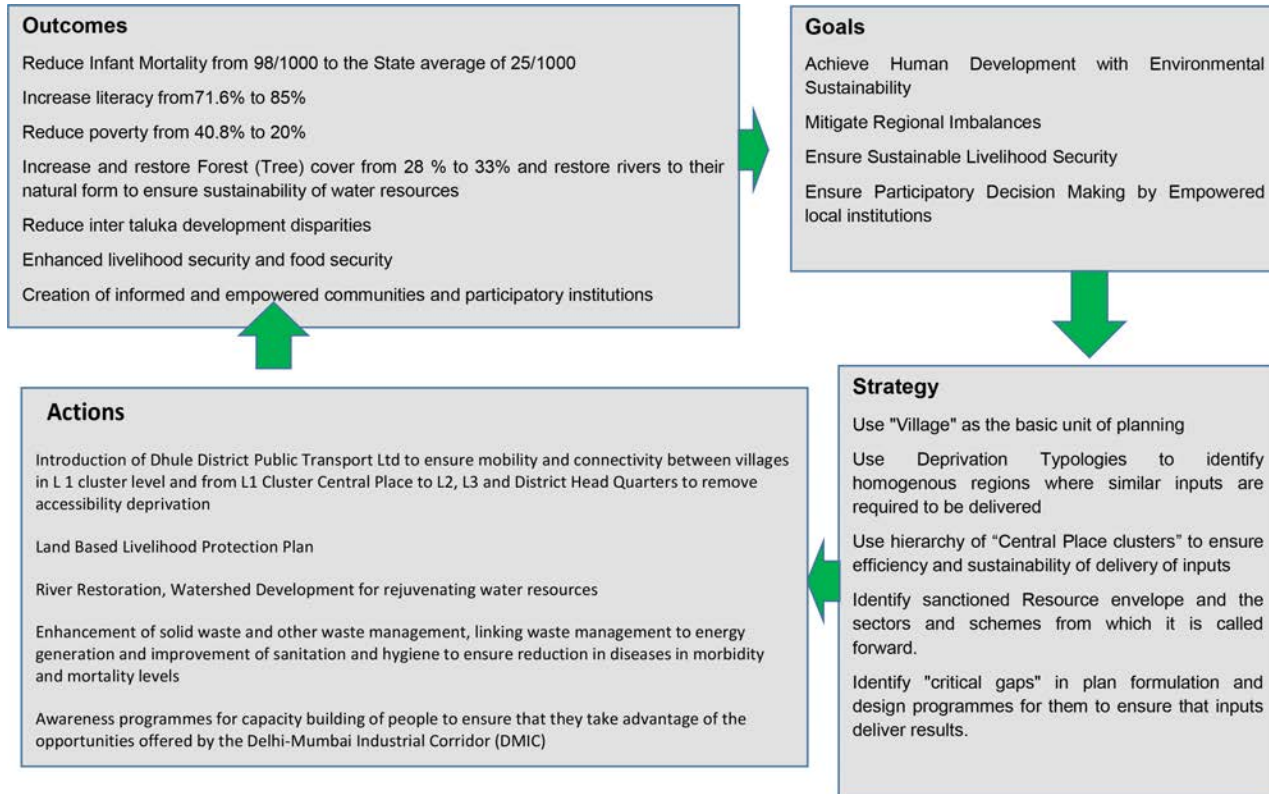 Outcomes
Reduce Infant Mortality from 98/1000 to the State average of 25/1000
Increase literacy from71.6% to 85%
Reduce poverty from 40.8% to 20%
Increase and restore Forest (Tree) cover from 28 % to 33% and restore rivers to their
natural form to ensure sustainability of water resources
Reduce inter taluka development disparities
Enhanced livelihood security and food security
Creation of informed and empowered communities and participatory institutions
Goals
Achieve Human Development with Environmental
Sustainability
Mitigate Regional Imbalances
Ensure Sustainable Livelihood Security
Ensure Participatory Decision Making by Empowered
local institutions
Strategy
Use "Village" as the basic unit of planning
Use Deprivation Typologies to identify
homogenous regions where similar inputs are
required to be delivered
Use hierarchy of “Central Place clusters” to ensure
efficiency and sustainability of delivery of inputs
Identify sanctioned Resource envelope and the
sectors and schemes from which it is called
forward.
Identify "critical gaps" in plan formulation and
design programmes for them to ensure that inputs
deliver results.
Actions
Introduction of Dhule District Public Transport Ltd to ensure mobility and connectivity between villages
in L 1 cluster level and from L1 Cluster Central Place to L2, L3 and District Head Quarters to remove
accessibility deprivation
Land Based Livelihood Protection Plan
River Restoration, Watershed Development for rejuvenating water resources
Enhancement of solid waste and other waste management, linking waste management to energy
generation and improvement of sanitation and hygiene to ensure reduction in diseases in morbidity
and mortality levels
Awareness programmes for capacity building of people to ensure that they take advantage of the
opportunities offered by the Delhi-Mumbai Industrial Corridor (DMIC)